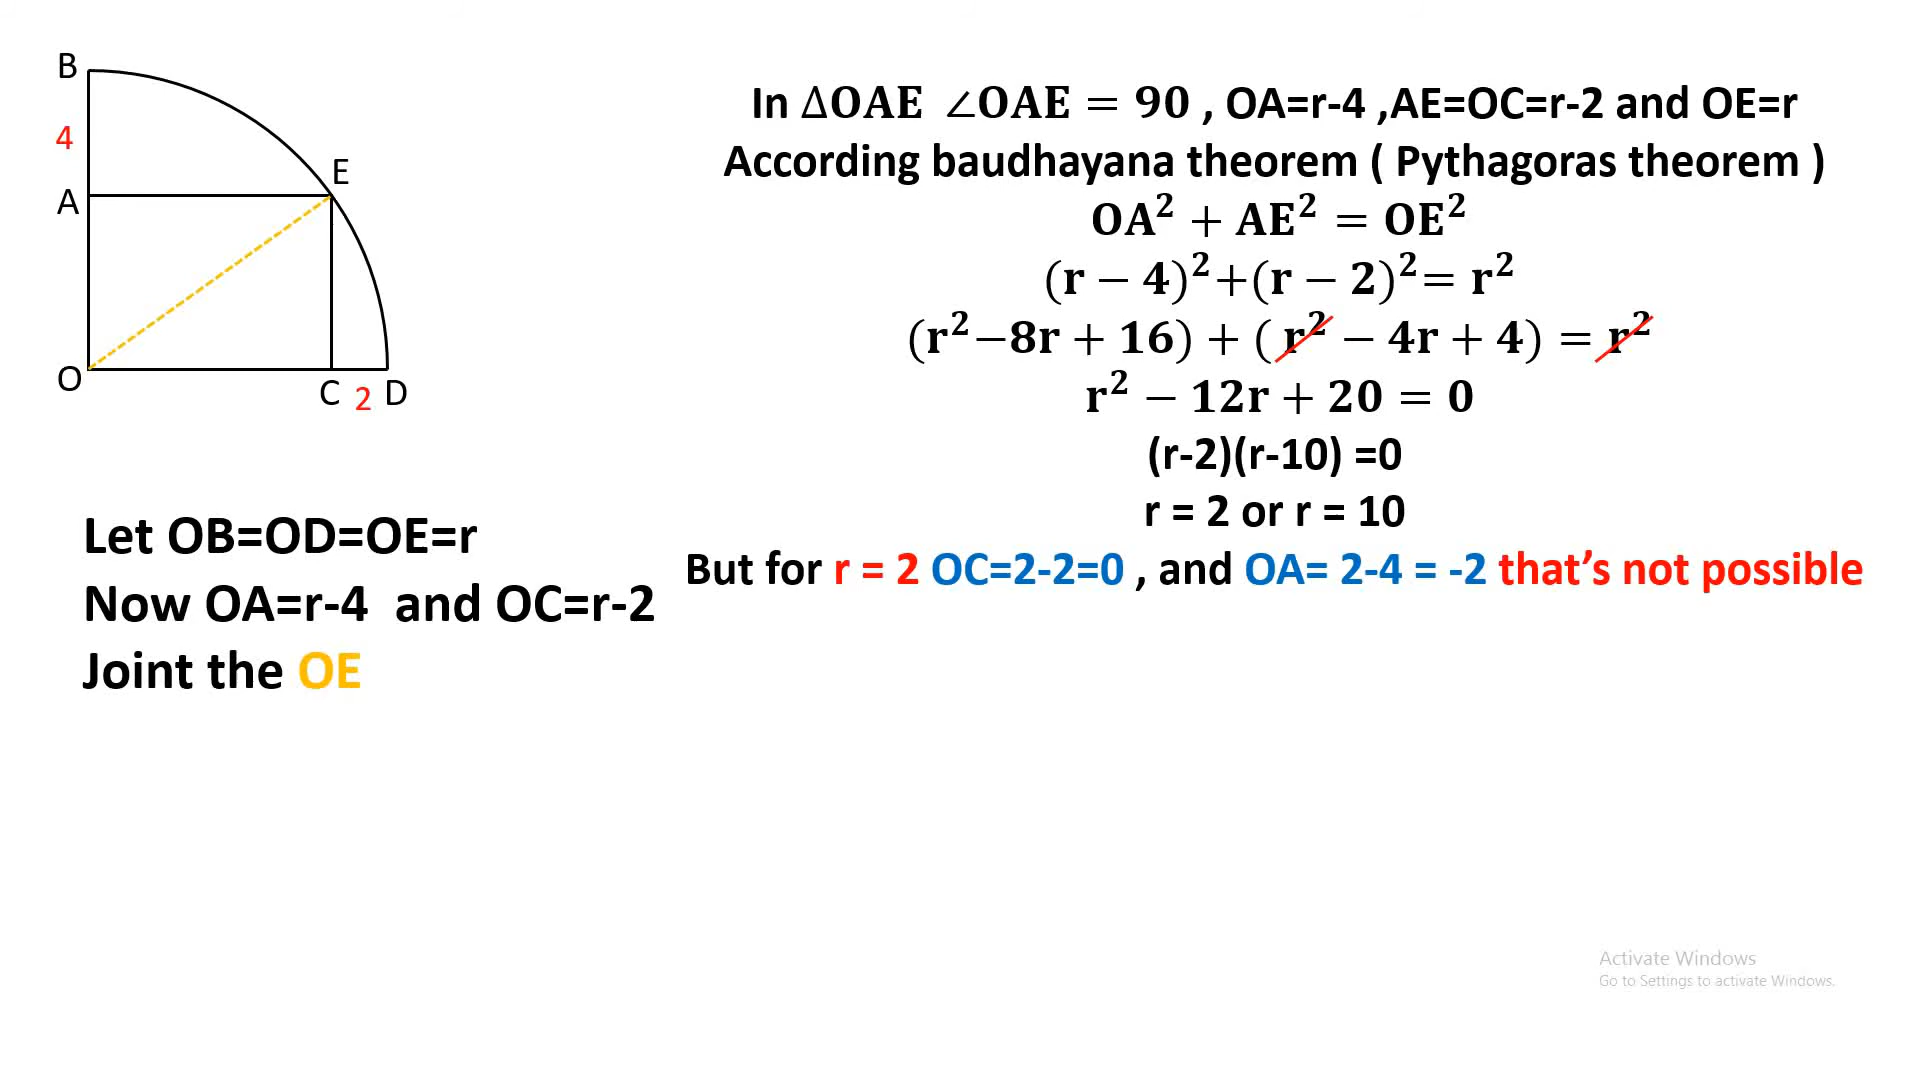 B
4
A
E
O
C 2 D
Let OB=OD=OE=r
Now OA=r-4 and OC=r-2
Joint the OE
In ΔOAE ∠OAE = 90 , OA=r-4 ,AE=OC=r-2 and OE=r
According baudhayana theorem ( Pythagoras theorem )
OA² + AE² = OE²
(r − 4)²+(r − 2)²= r²
(r²−8r + 16) + ( r² − 4r + 4) = r²
r² − 12r + 20 = 0
(r-2)(r-10) =0
r = 2 or r = 10
But for r = 2 OC=2-2=0 , and OA= 2-4 = -2 that’s not possible
Activate Windows
Go to Settings to activate Windows.